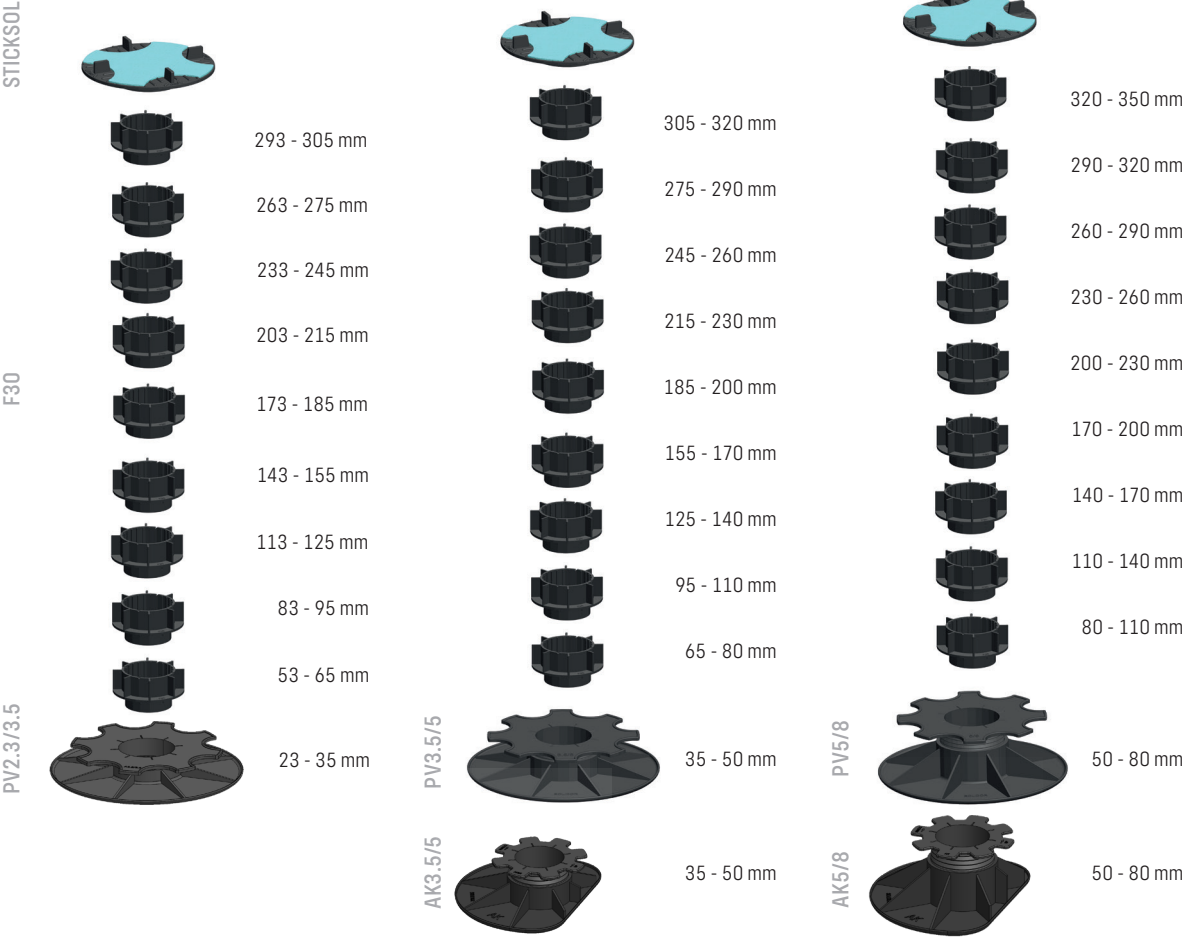 STICKSOL
F30
PV2.3/3.5
293 - 305 mm
263 - 275 mm
233 - 245 mm
203 - 215 mm
173 - 185 mm
143 - 155 mm
113 - 125 mm
83 - 95 mm
53 - 65 mm
23 - 35 mm
305 - 320 mm
275 - 290 mm
245 - 260 mm
215 - 230 mm
185 - 200 mm
155 - 170 mm
125 - 140 mm
95 - 110 mm
65 - 80 mm
PV3.5/5
35 - 50 mm
AK3.5/5
35 - 50 mm
320 - 350 mm
290 - 320 mm
260 - 290 mm
230 - 260 mm
200 - 230 mm
170 - 200 mm
140 - 170 mm
110 - 140 mm
80 - 110 mm
PV5/8
50 - 80 mm
AK5/8
50 - 80 mm